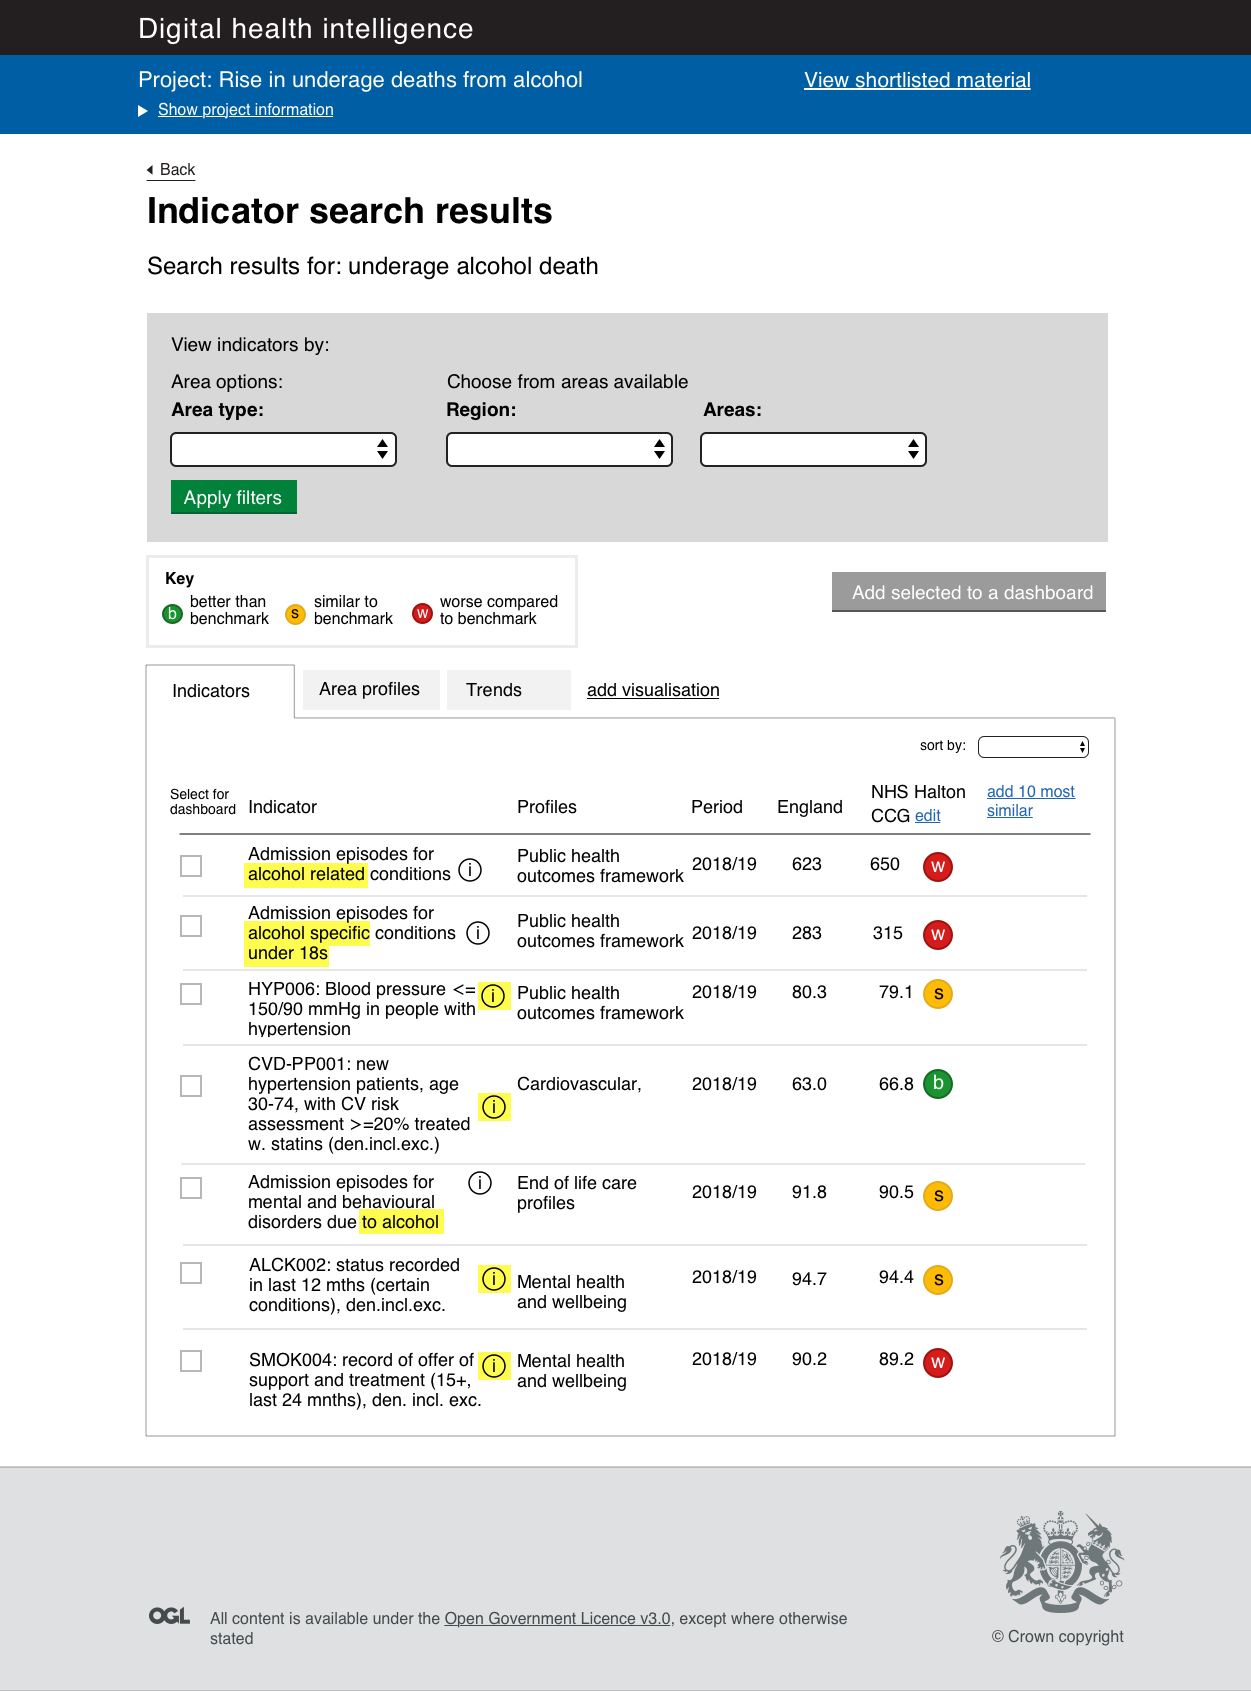 Digital health intelligence
Project: Rise in underage deaths from alcohol
View shortlisted material
Show project information
Back
Indicator search results
Search results for: underage alcohol death
View indicators by:
Area options:
Choose from areas available
Area type:
Region:
Areas:
Apply filters
Key
b
better than
benchmark
s
similar to
benchmark
w
worse compared
to benchmark
Add selected to a dashboard
Indicators
Area profiles
Trends
add visualisation
sort by:
Select for
dashboard
Indicator
Profiles
Period
England
NHS Halton
CCG edit
add 10 most
similar
Admission episodes for
alcohol related conditions
i
Public health
outcomes framework
2018/19
623
650
w
Admission episodes for
alcohol specific conditions
under 18s
i
Public health
outcomes framework
2018/19
283
315
w
HYP006: Blood pressure <=
150/90 mmHg in people with
hypertension
i
Public health
outcomes framework
2018/19
80.3
79.1
s
CVD-PP001: new
hypertension patients, age
30-74, with CV risk
assessment >=20% treated
w. statins (den.incl.exc.)
i
Cardiovascular,
2018/19
63.0
66.8
b
Admission episodes for
mental and behavioural
disorders due to alcohol
i
End of life care
profiles
2018/19
91.8
90.5
s
ALCK002: status recorded
in last 12 mths (certain
conditions), den.incl.exc.
i
Mental health
and wellbeing
2018/19
94.7
94.4
s
SMOK004: record of offer of
support and treatment (15+,
last 24 mnths), den. incl. exc.
i
Mental health
and wellbeing
2018/19
90.2
89.2
w
OGL
All content is available under the Open Government Licence v3.0, except where otherwise
stated
© Crown copyright